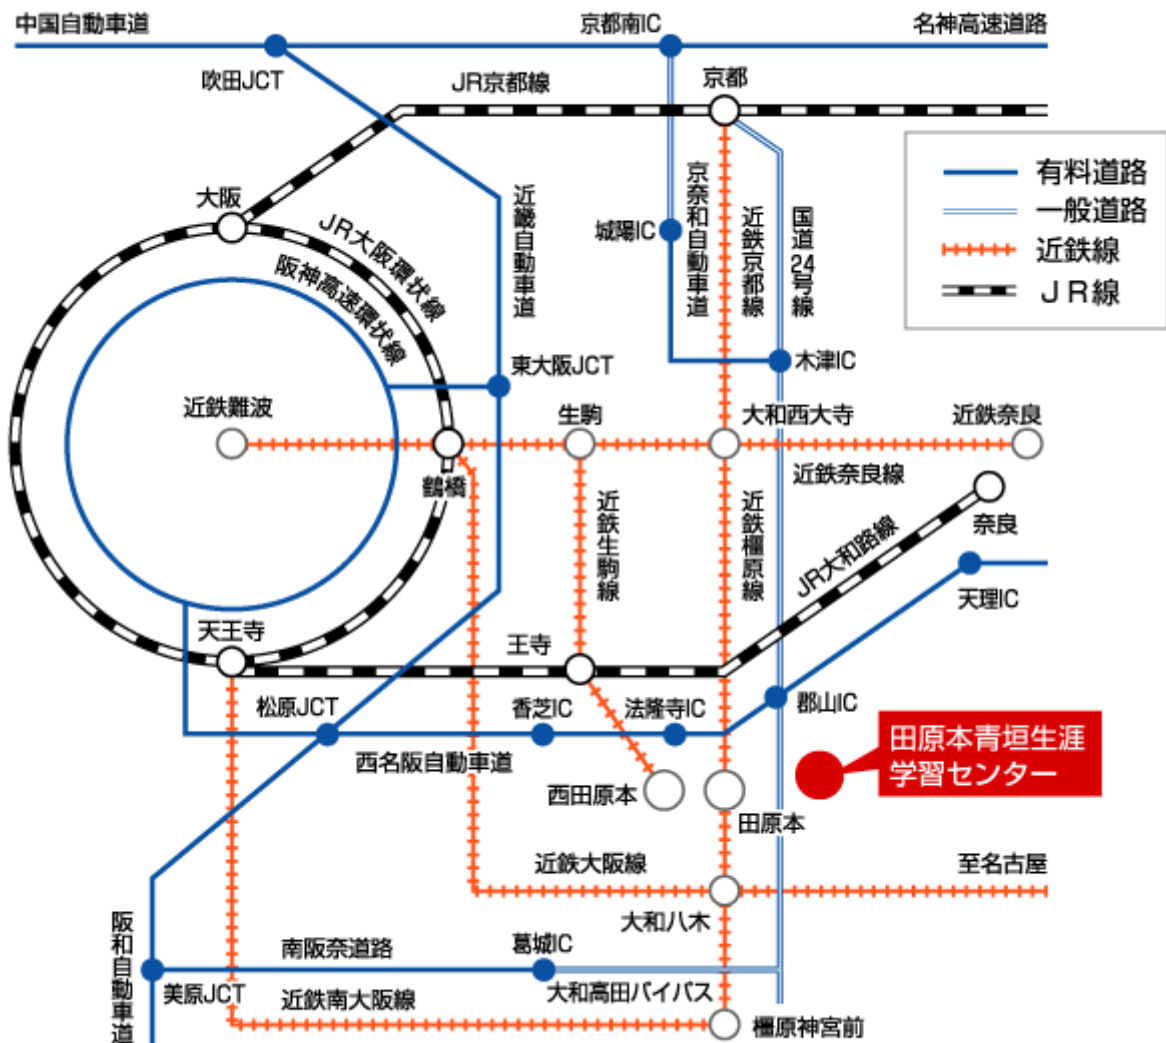 中国自動車道
京都南IC
名神高速道路
吹田JCT
JR京都線
京都
有料道路
一般道路
近鉄線
JR線
大阪
近畿自動車道
城陽IC
京奈和自動車道
近鉄京都線
国道24号線
JR大阪環状線
阪神高速環状線
東大阪JCT
木津IC
近鉄難波
生駒
大和西大寺
近鉄奈良
鶴橋
近鉄奈良線
近鉄生駒線
近鉄橿原線
JR大和路線
奈良
天理IC
天王寺
王寺
松原JCT
香芝IC
法隆寺IC
郡山IC
西名阪自動車道
田原本青垣生涯
学習センター
西田原本
田原本
近鉄大阪線
至名古屋
大和八木
阪和自動車道
南阪奈道路
葛城IC
美原JCT
近鉄南大阪線
大和高田バイパス
橿原神宮前